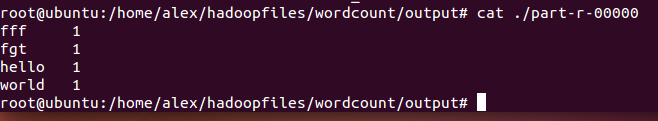 root@ubuntu:/home/alex/hadoopfiles/wordcount/output# cat ./part-r-00000
fff	1
fgt	1
hello	1
world	1
root@ubuntu:/home/alex/hadoopfiles/wordcount/output#